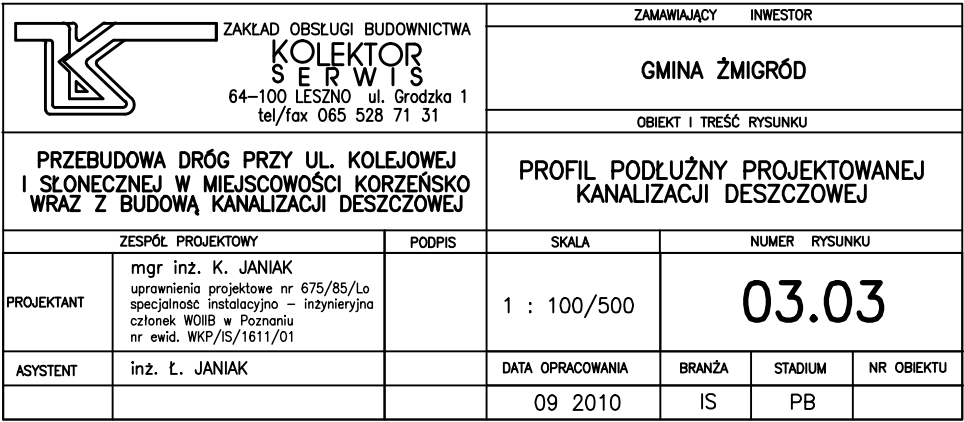 ZAKŁAD OBSŁUGI BUDOWNICTWA
KOLEKTOR
SERWIS
64-100 LESZNO ul. Grodzka 1
tel/fax 065 528 71 31
ZAMAWIAJĄCY INWESTOR
GMINA ŻMIGRÓD
OBIEKT I TREŚĆ RYSUNKU
PRZEBUDOWA DRÓG PRZY UL. KOLEJOWEJ
I SŁONECZNEJ W MIEJSCOWOŚCI KORZEŃSKO
WRAZ Z BUDOWĄ KANALIZACJI DESZCZOWEJ
PROFIL PODŁUŻNY PROJEKTOWANEJ
KANALIZACJI DESZCZOWEJ
ZESPÓŁ PROJEKTOWY PODPIS SKALA NUMER RYSUNKU
PROJEKTANT
mgr inż. K. JANIAK
uprawnienia projektowe nr 675/85/Lo
specjalność instalacyjno – inżynieryjna
członek WOIIB w Poznaniu
nr ewid. WKP/IS/1611/01
1 : 100/500
03.03
ASYSTENT inż. Ł. JANIAK
DATA OPRACOWANIA BRANŻA STADIUM NR OBIEKTU
09 2010 IS PB